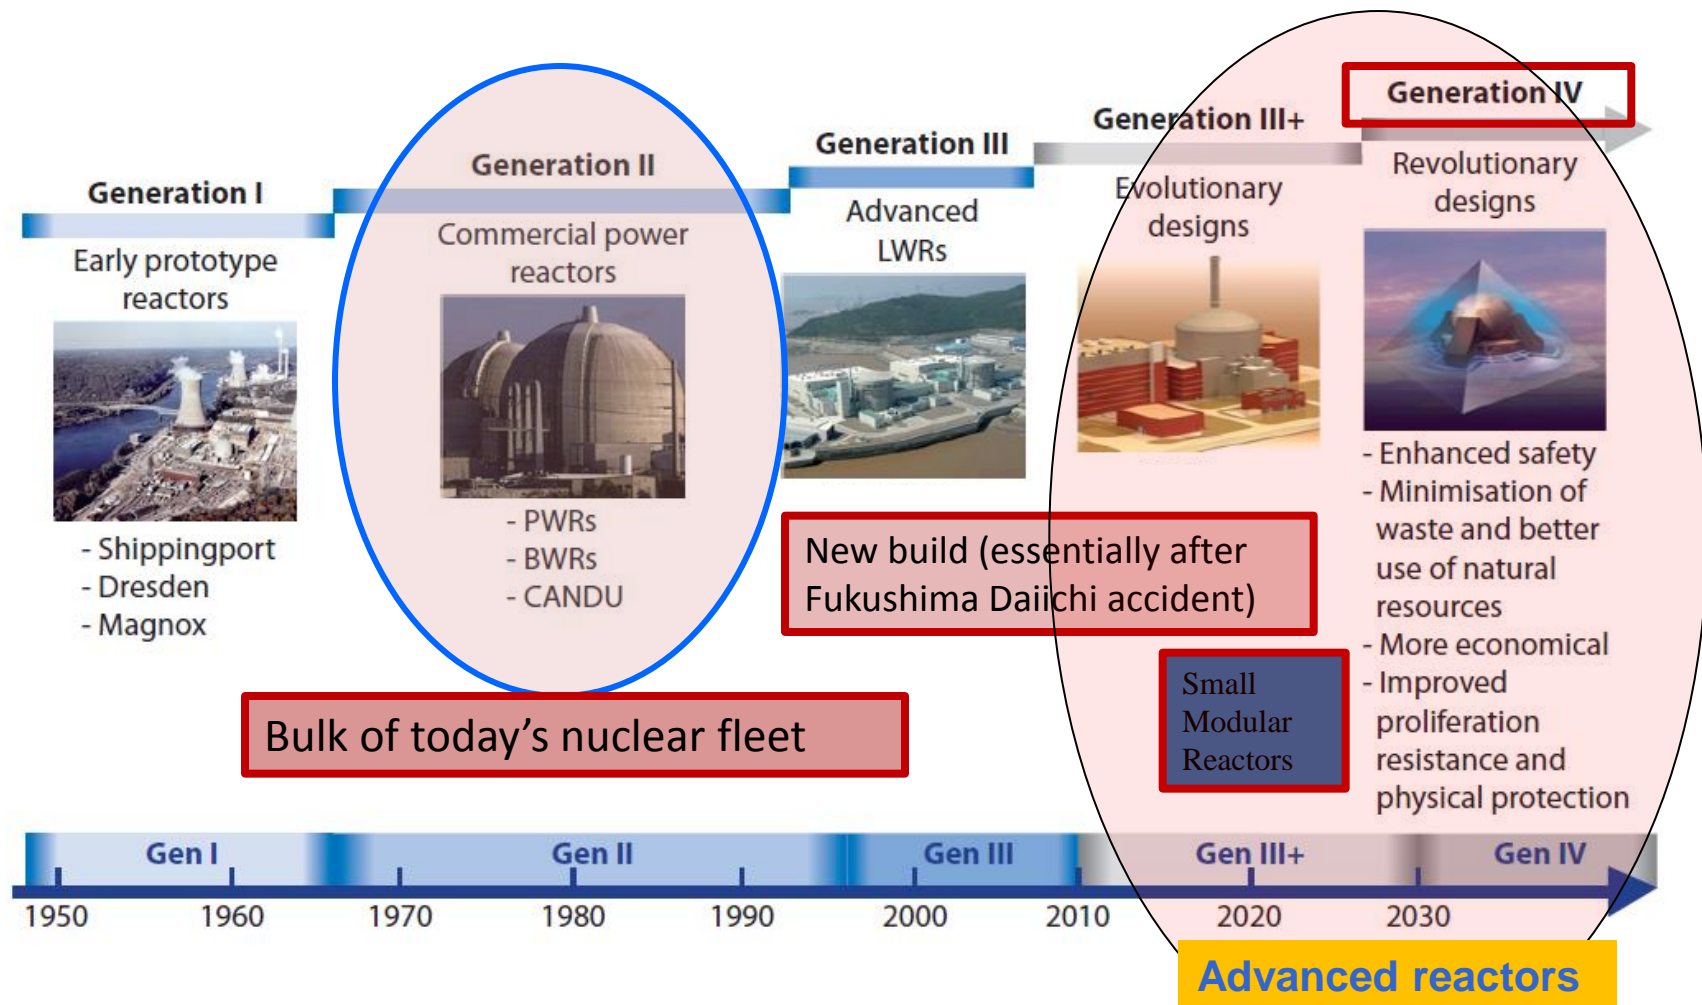 Generation I
Early prototype
reactors
- Shippingport
- Dresden
- Magnox
Generation II
Commercial power
reactors
- PWRs
- BWRs
- CANDU
Bulk of today’s nuclear fleet
Generation III
Advanced
LWRs
New build (essentially after
Fukushima Daiichi accident)
Generation III+
Evolutionary
designs
Small
Modular
Reactors
Generation IV
Revolutionary
designs
- Enhanced safety
- Minimisation of
waste and better
use of natural
resources
- More economical
- Improved
proliferation
resistance and
physical protection
Gen I
Gen II
Gen III
Gen III+
Gen IV
1950
1960
1970
1980
1990
2000
2010
2020
2030
Advanced reactors